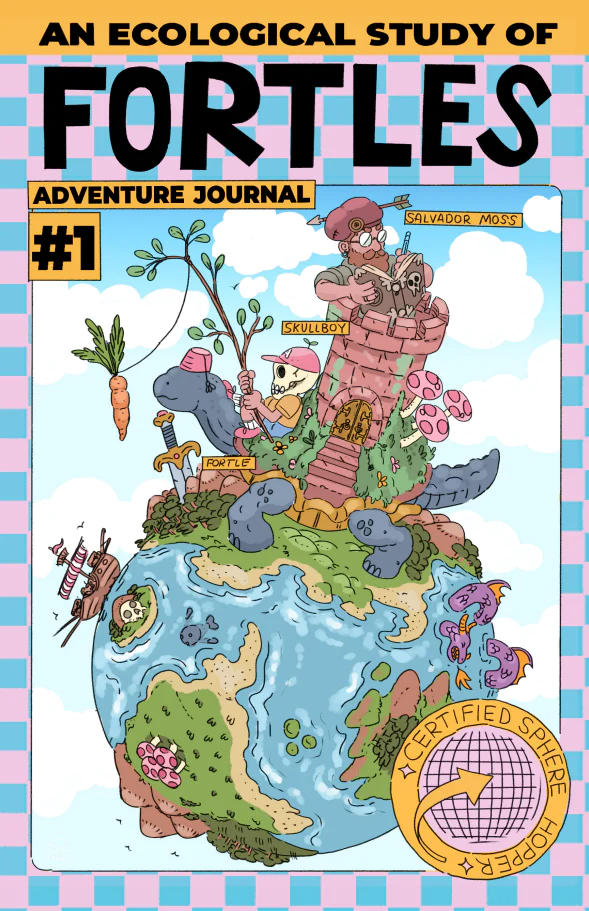 AN ECOLOGICAL STUDY OF
FORTLES
ADVENTURE JOURNAL
#1
SALVADOR MOSS
SKULLBOY
FORTLE
CERTIFIED SPHERE HOPPER